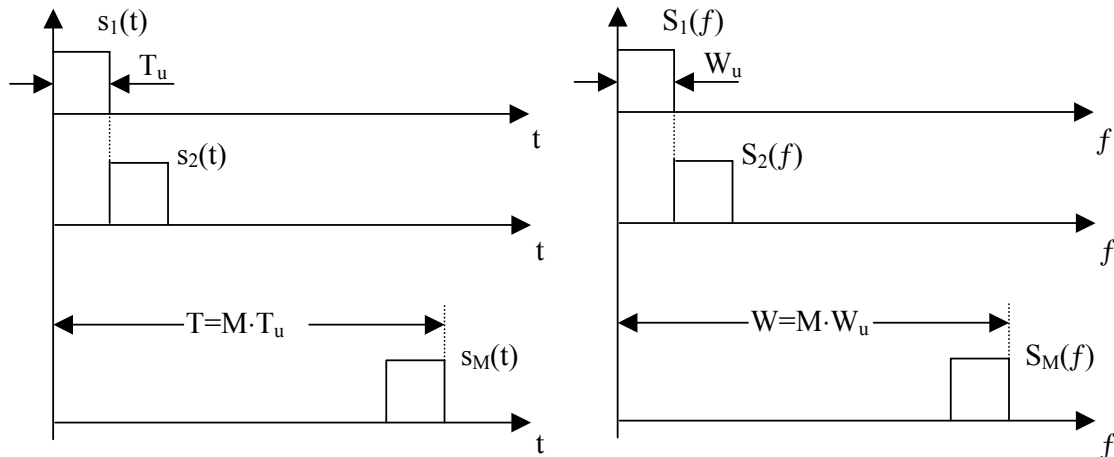 s₁(t)
Tᵤ
t
s₂(t)
t
T=M·Tᵤ
s_M(t)
t
S₁(f)
Wᵤ
f
S₂(f)
f
W=M·Wᵤ
S_M(f)
f